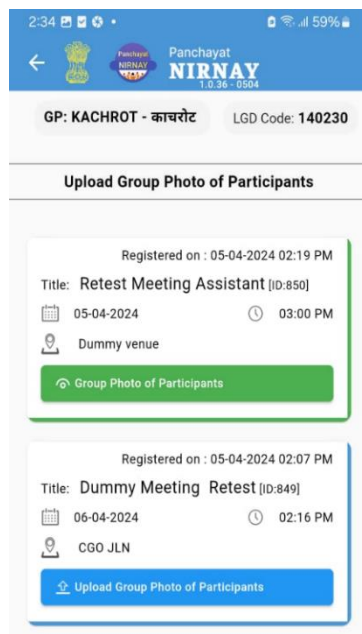 2:34
59%
Panchayat
NIRNAY
Panchayat
NIRNAY
1.0.36 - 0504
GP: KACHROT - काचरोट LGD Code: 140230
Upload Group Photo of Participants
Registered on : 05-04-2024 02:19 PM
Title: Retest Meeting Assistant [ID:850]
05-04-2024 03:00 PM
Dummy venue
Group Photo of Participants
Registered on : 05-04-2024 02:07 PM
Title: Dummy Meeting Retest [ID:849]
06-04-2024 02:16 PM
CGO JLN
Upload Group Photo of Participants